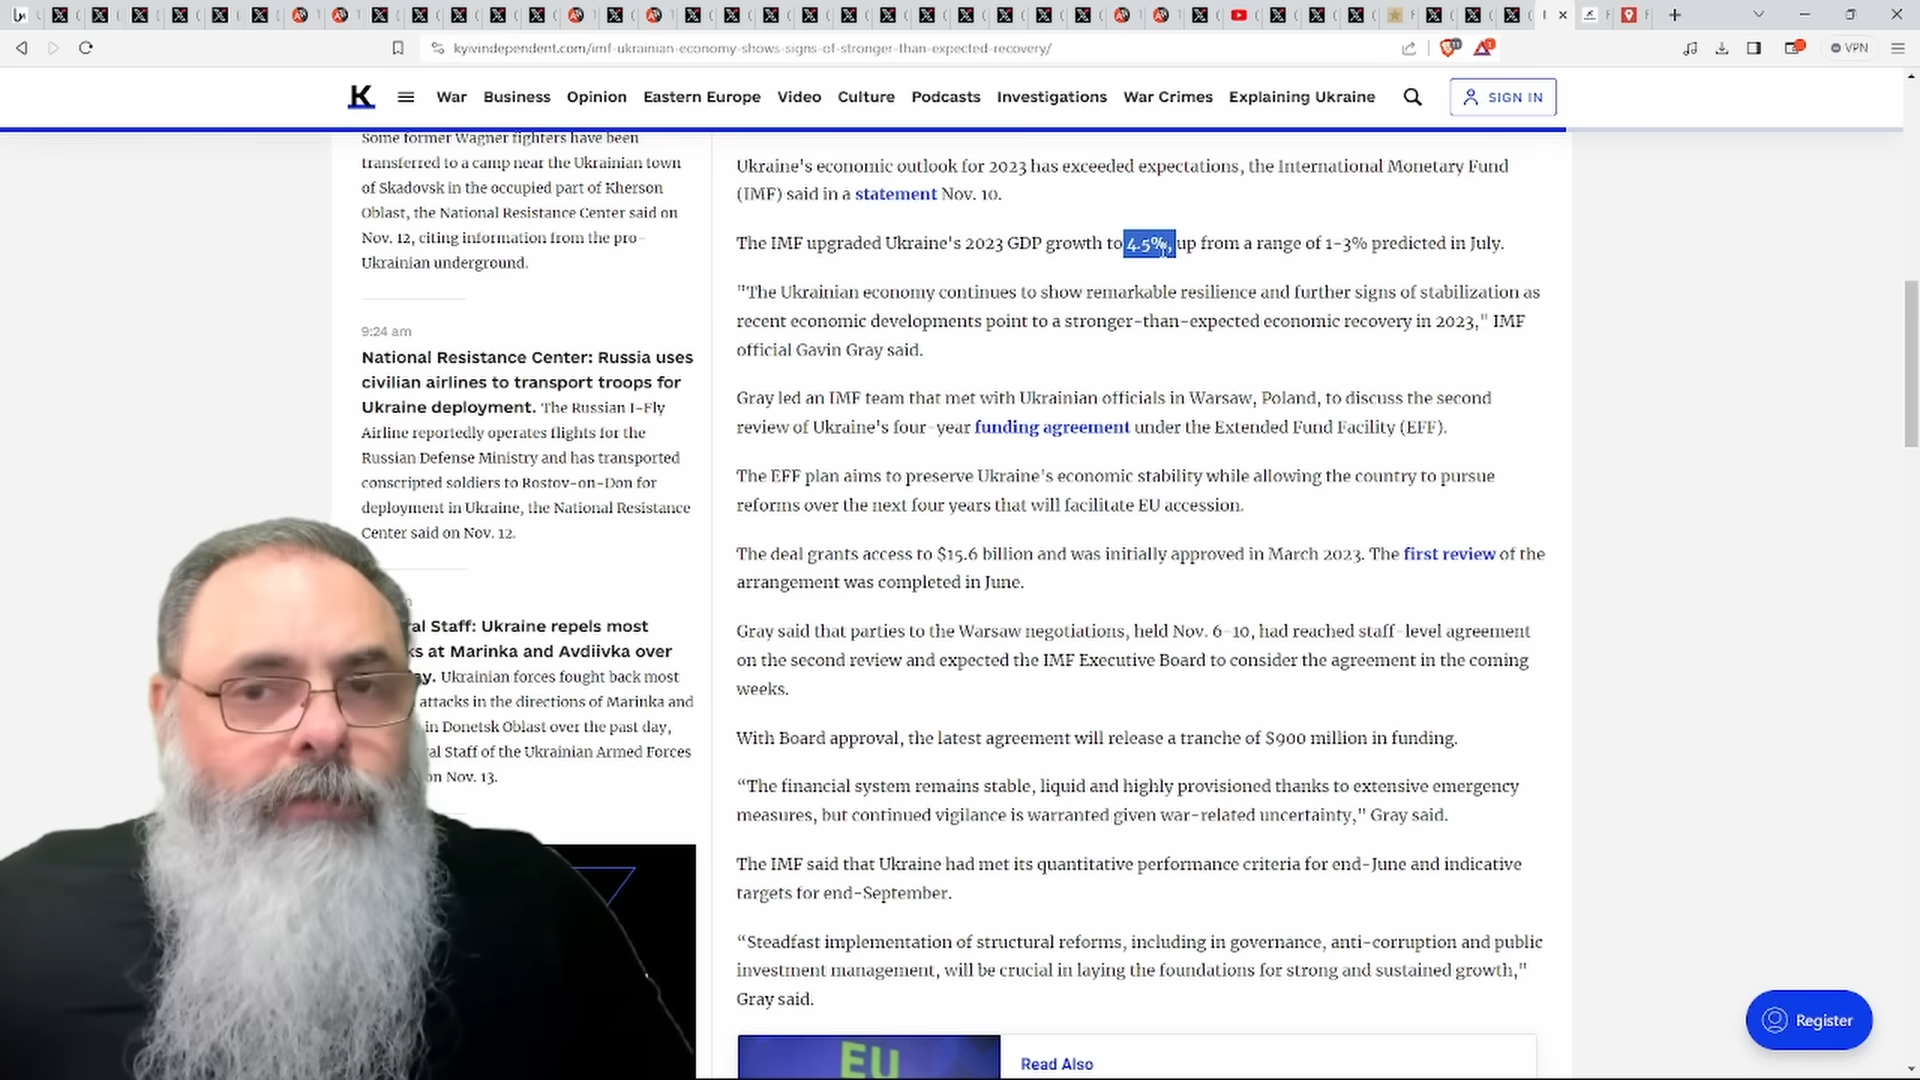 kyivindependent.com/imf-ukrainian-economy-shows-signs-of-stronger-than-expected-recovery/
VPN
K
War Business Opinion Eastern Europe Video Culture Podcasts Investigations War Crimes Explaining Ukraine
SIGN IN
Some former Wagner fighters have been
transferred to a camp near the Ukrainian town
of Skadovsk in the occupied part of Kherson
Oblast, the National Resistance Center said on
Nov. 12, citing information from the pro-
Ukrainian underground.
9:24 am
National Resistance Center: Russia uses
civilian airlines to transport troops for
Ukraine deployment. The Russian I-Fly
Airline reportedly operates flights for the
Russian Defense Ministry and has transported
conscripted soldiers to Rostov-on-Don for
deployment in Ukraine, the National Resistance
Center said on Nov. 12.
Staff: Ukraine repels most
at Marinka and Avdiivka over
Ukrainian forces fought back most
attacks in the directions of Marinka and
in Donetsk Oblast over the past day,
Staff of the Ukrainian Armed Forces
on Nov. 13.
Ukraine's economic outlook for 2023 has exceeded expectations, the International Monetary Fund
(IMF) said in a statement Nov. 10.
The IMF upgraded Ukraine's 2023 GDP growth to 4.5%, up from a range of 1-3% predicted in July.
"The Ukrainian economy continues to show remarkable resilience and further signs of stabilization as
recent economic developments point to a stronger-than-expected economic recovery in 2023," IMF
official Gavin Gray said.
Gray led an IMF team that met with Ukrainian officials in Warsaw, Poland, to discuss the second
review of Ukraine's four-year funding agreement under the Extended Fund Facility (EFF).
The EFF plan aims to preserve Ukraine's economic stability while allowing the country to pursue
reforms over the next four years that will facilitate EU accession.
The deal grants access to $15.6 billion and was initially approved in March 2023. The first review of the
arrangement was completed in June.
Gray said that parties to the Warsaw negotiations, held Nov. 6-10, had reached staff-level agreement
on the second review and expected the IMF Executive Board to consider the agreement in the coming
weeks.
With Board approval, the latest agreement will release a tranche of $900 million in funding.
“The financial system remains stable, liquid and highly provisioned thanks to extensive emergency
measures, but continued vigilance is warranted given war-related uncertainty," Gray said.
The IMF said that Ukraine had met its quantitative performance criteria for end-June and indicative
targets for end-September.
“Steadfast implementation of structural reforms, including in governance, anti-corruption and public
investment management, will be crucial in laying the foundations for strong and sustained growth,"
Gray said.
EU
Read Also
Register